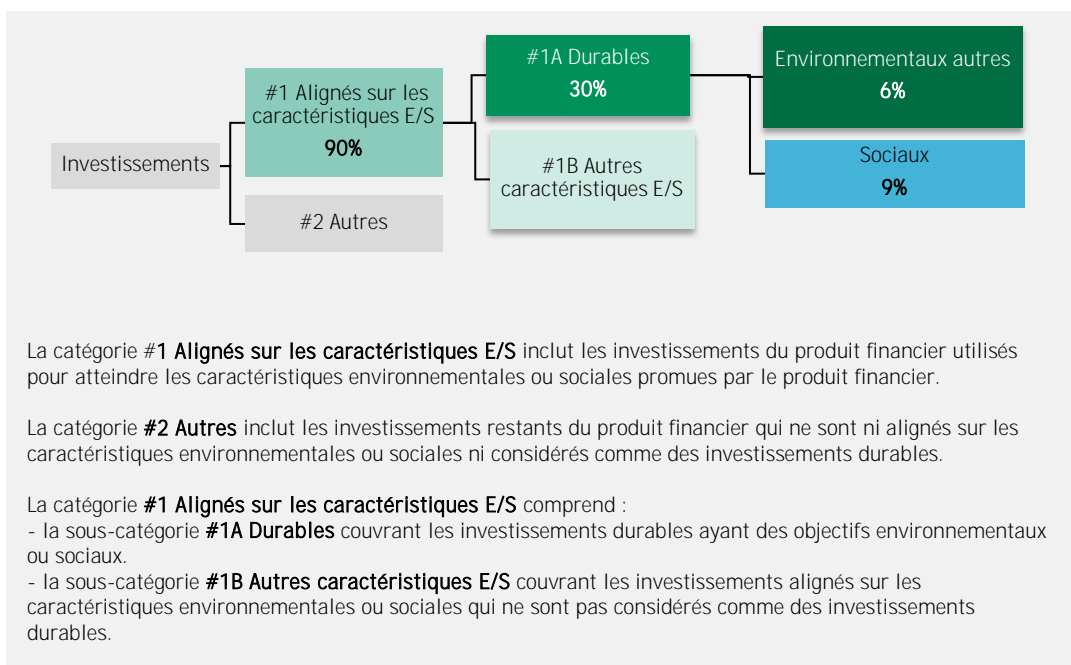 Investissements
#1 Alignés sur les
caractéristiques E/S
90%
#2 Autres
#1A Durables
30%
#1B Autres
caractéristiques E/S
Environnementaux autres
6%
Sociaux
9%
La catégorie #1 Alignés sur les caractéristiques E/S inclut les investissements du produit financier utilisés
pour atteindre les caractéristiques environnementales ou sociales promues par le produit financier.
La catégorie #2 Autres inclut les investissements restants du produit financier qui ne sont ni alignés sur les
caractéristiques environnementales ou sociales ni considérés comme des investissements durables.
La catégorie #1 Alignés sur les caractéristiques E/S comprend :
- la sous-catégorie #1A Durables couvrant les investissements durables ayant des objectifs environnementaux
ou sociaux.
- la sous-catégorie #1B Autres caractéristiques E/S couvrant les investissements alignés sur les
caractéristiques environnementales ou sociales qui ne sont pas considérés comme des investissements
durables.